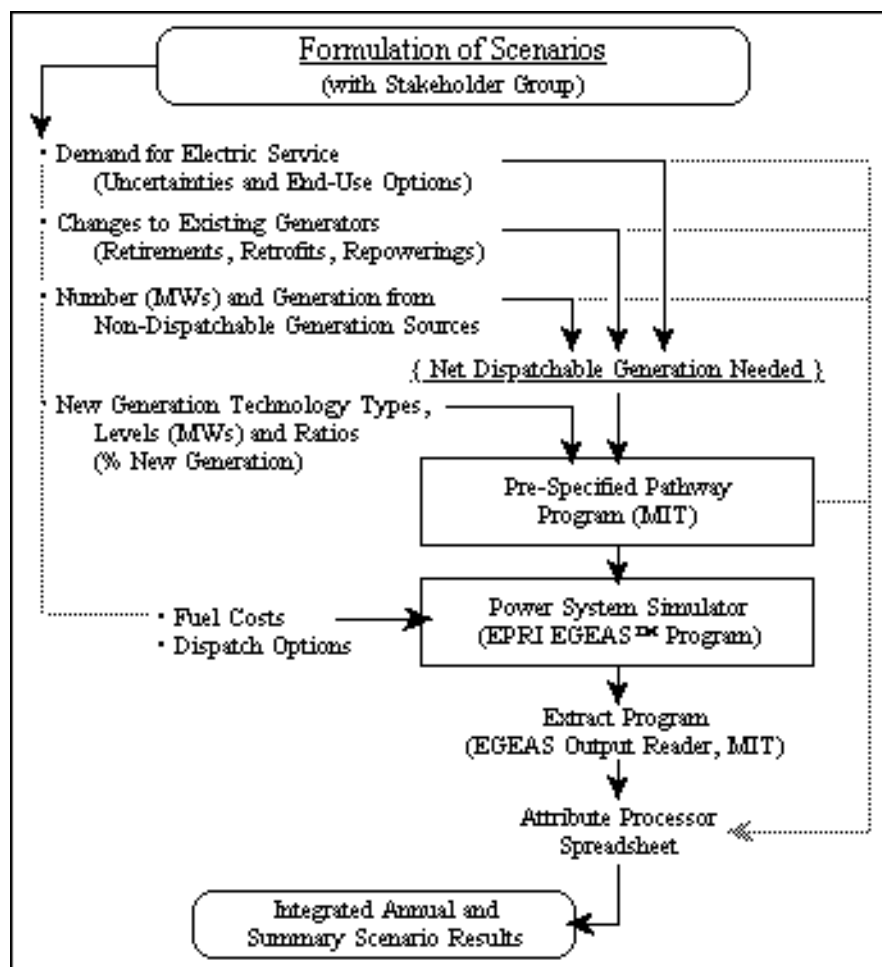 Formulation of Scenarios
(with Stakeholder Group)
· Demand for Electric Service
(Uncertainties and End-Use Options)
· Changes to Existing Generators
(Retirements, Retrofits, Repowerings)
· Number (MWs) and Generation from
Non-Dispatchable Generation Sources
{ Net Dispatchable Generation Needed }
· New Generation Technology Types,
Levels (MWs) and Ratios
(% New Generation)
Pre-Specified Pathway
Program (MIT)
· Fuel Costs
· Dispatch Options
Power System Simulator
(EPRI EGEAS™ Program)
Extract Program
(EGEAS Output Reader, MIT)
Attribute Processor
Spreadsheet
Integrated Annual and
Summary Scenario Results